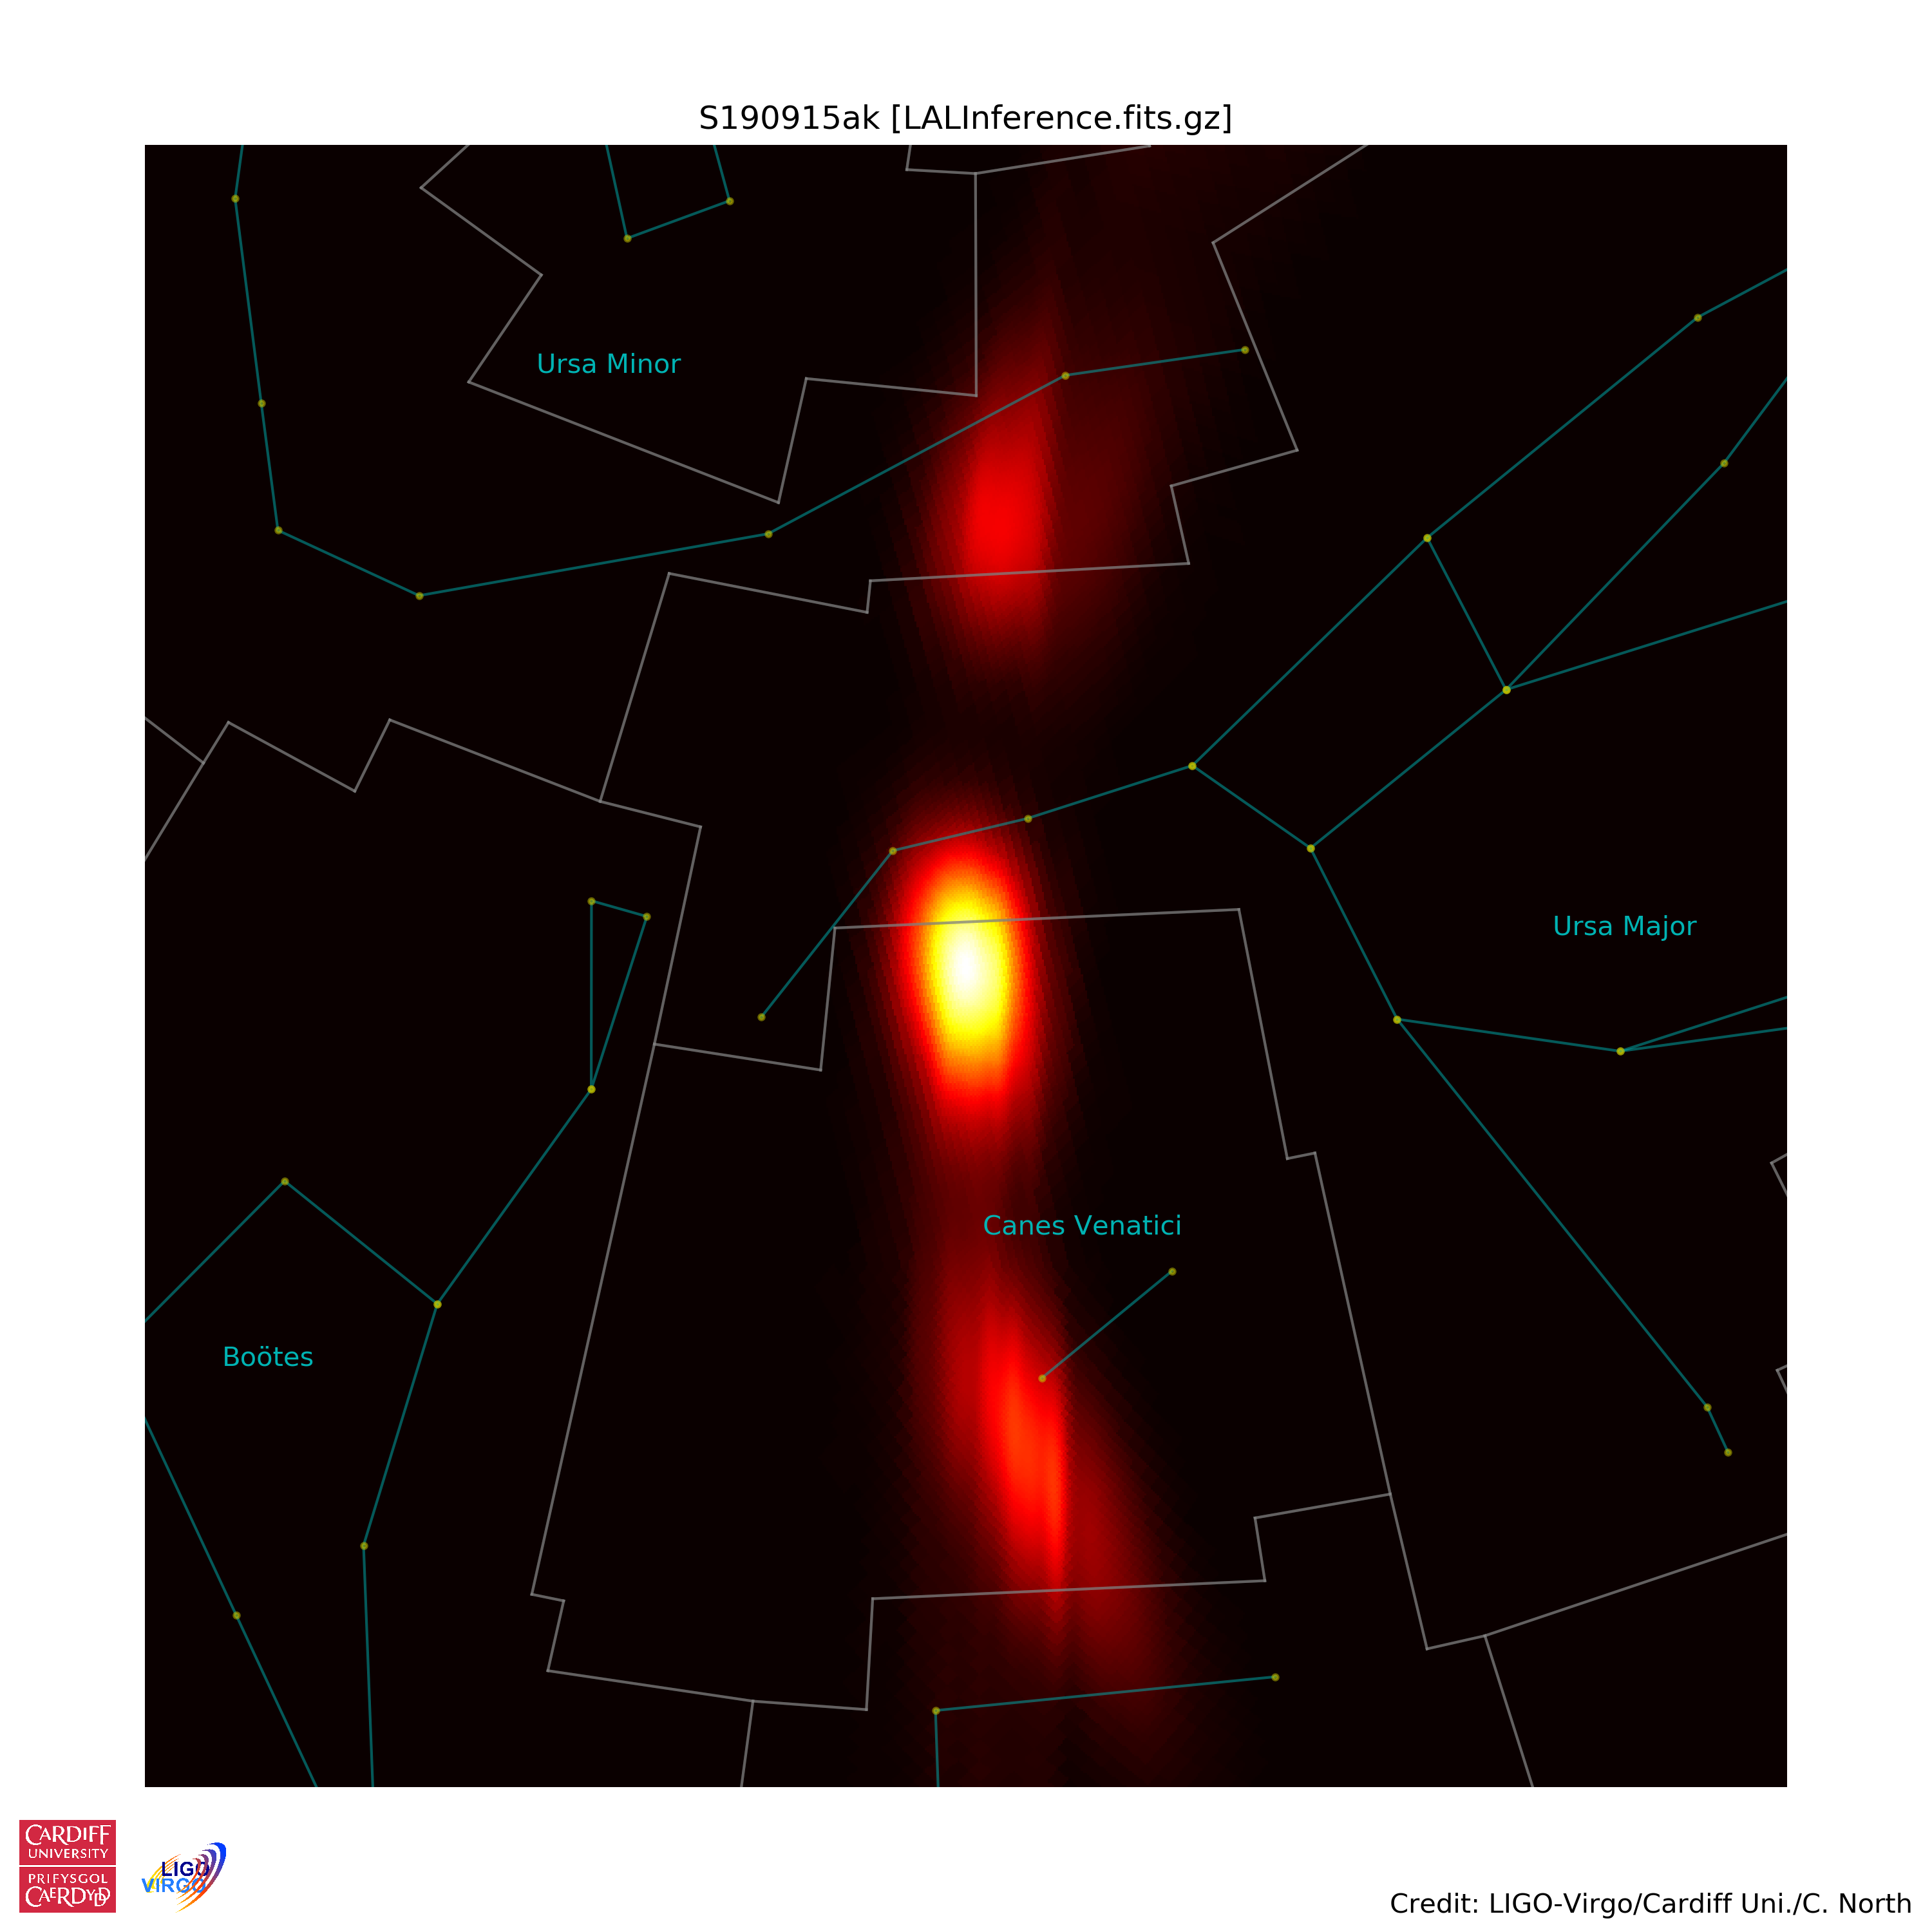 S190915ak [LALInference.fits.gz]
Ursa Minor
Ursa Major
Canes Venatici
Boötes
CARDIFF
UNIVERSITY
PRIFYSGOL
CAERDYDD
LIGO
VIRGO
Credit: LIGO-Virgo/Cardiff Uni./C. North